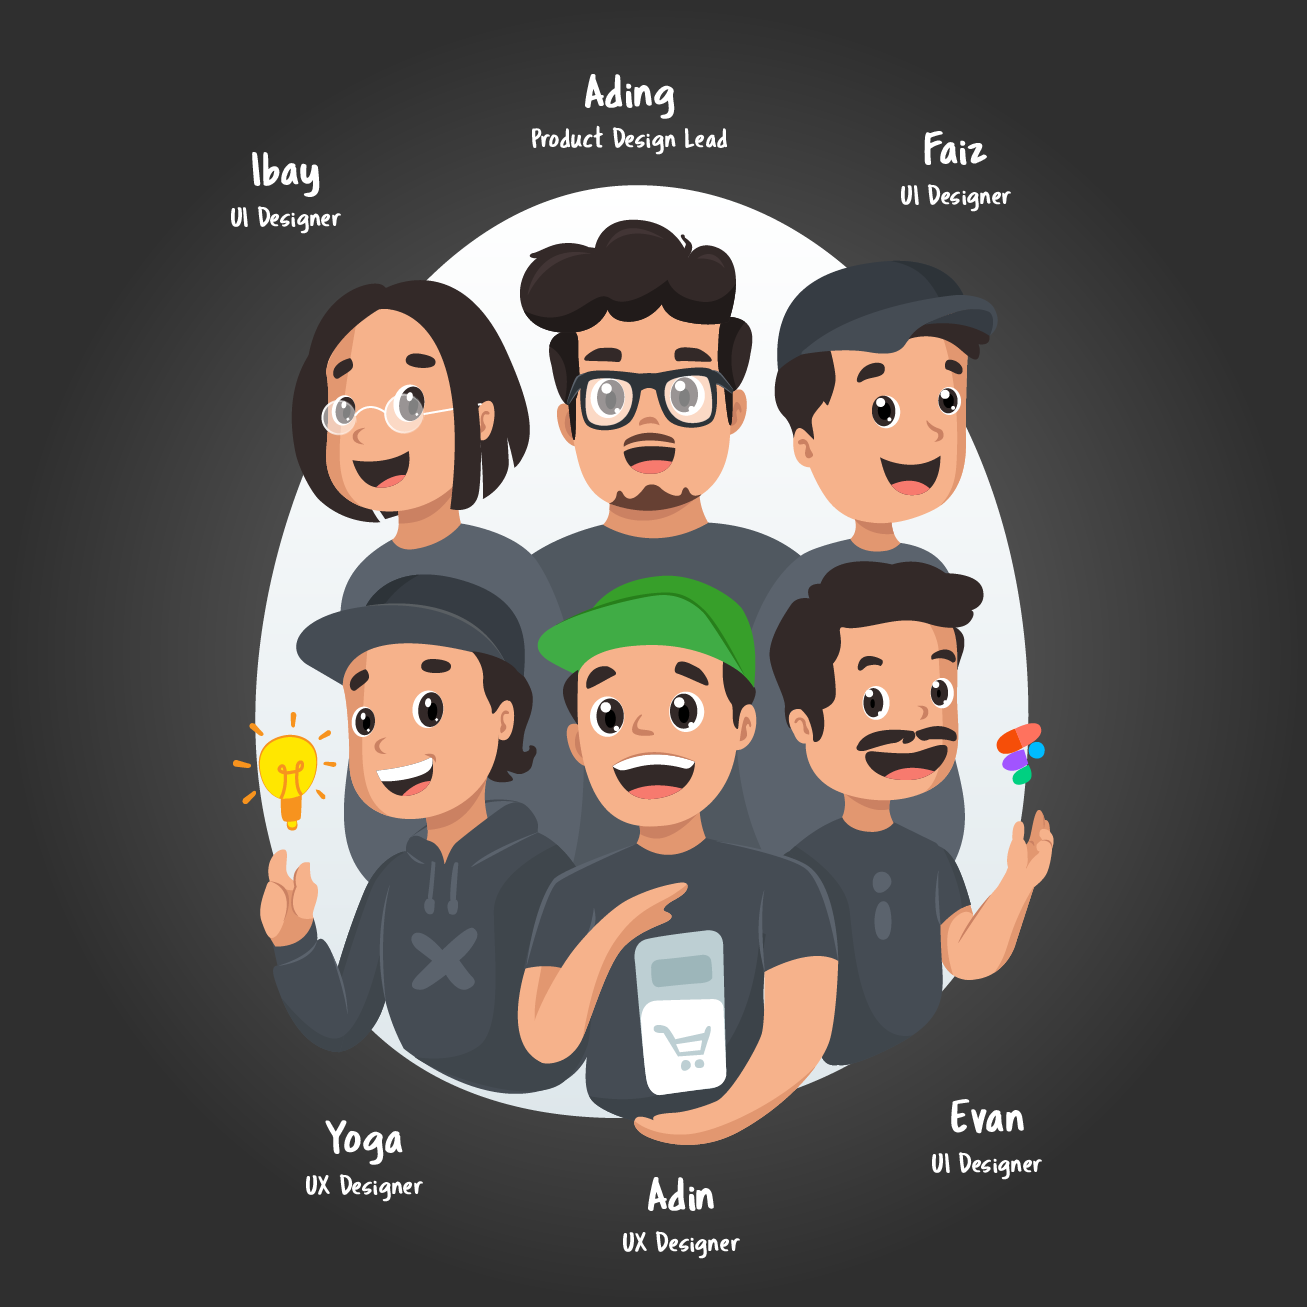 Ading
Product Design Lead
Ibay
UI Designer
Faiz
UI Designer
Yoga
UX Designer
Adin
UX Designer
Evan
UI Designer